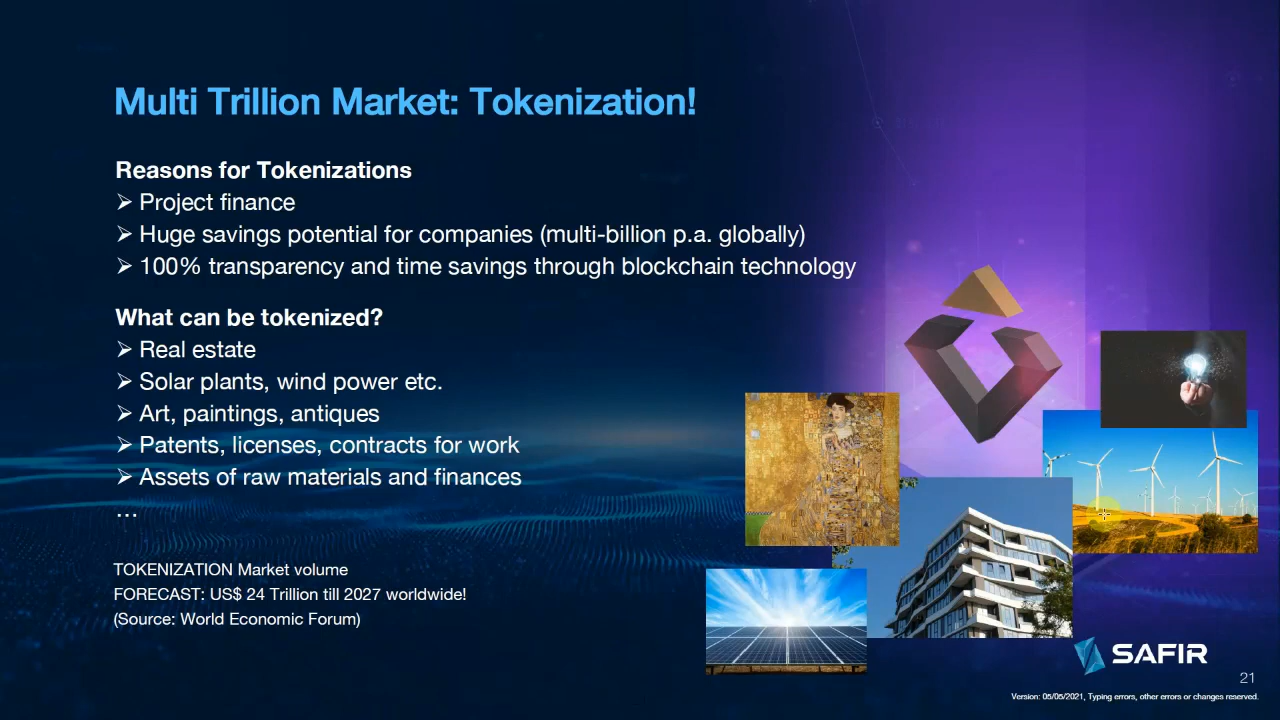 Multi Trillion Market: Tokenization!
Reasons for Tokenizations
➢ Project finance
➢ Huge savings potential for companies (multi-billion p.a. globally)
➢ 100% transparency and time savings through blockchain technology
What can be tokenized?
➢ Real estate
➢ Solar plants, wind power etc.
➢ Art, paintings, antiques
➢ Patents, licenses, contracts for work
➢ Assets of raw materials and finances
...
TOKENIZATION Market volume
FORECAST: US$ 24 Trillion till 2027 worldwide!
(Source: World Economic Forum)
SAFIR
21
Version: 05/05/2021, Typing errors, other errors or changes reserved.